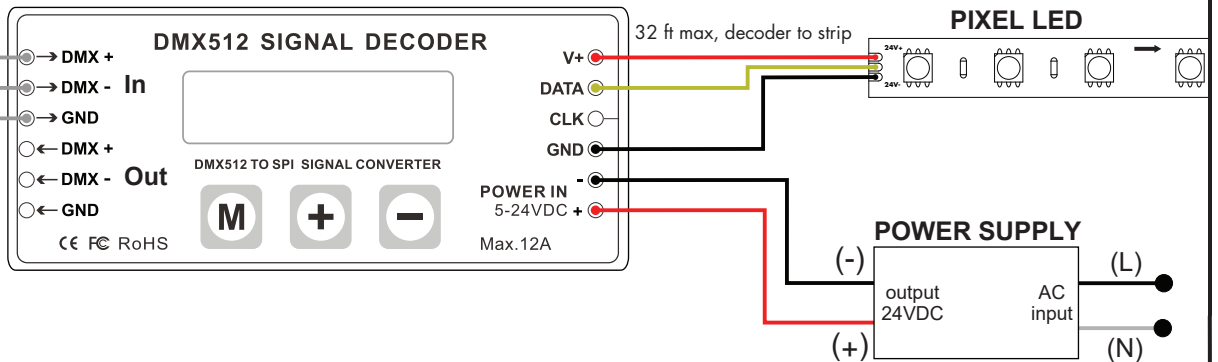 DMX512 SIGNAL DECODER
DMX +
DMX - In
GND
DMX +
DMX - Out
GND
CE FC RoHS
DMX512 TO SPI SIGNAL CONVERTER
M + −
V+
DATA
CLK
GND
-
POWER IN
5-24VDC +
Max.12A
32 ft max, decoder to strip
PIXEL LED
24V+
24V-
POWER SUPPLY
(-)
(+)
output
24VDC
AC
input
(L)
(N)